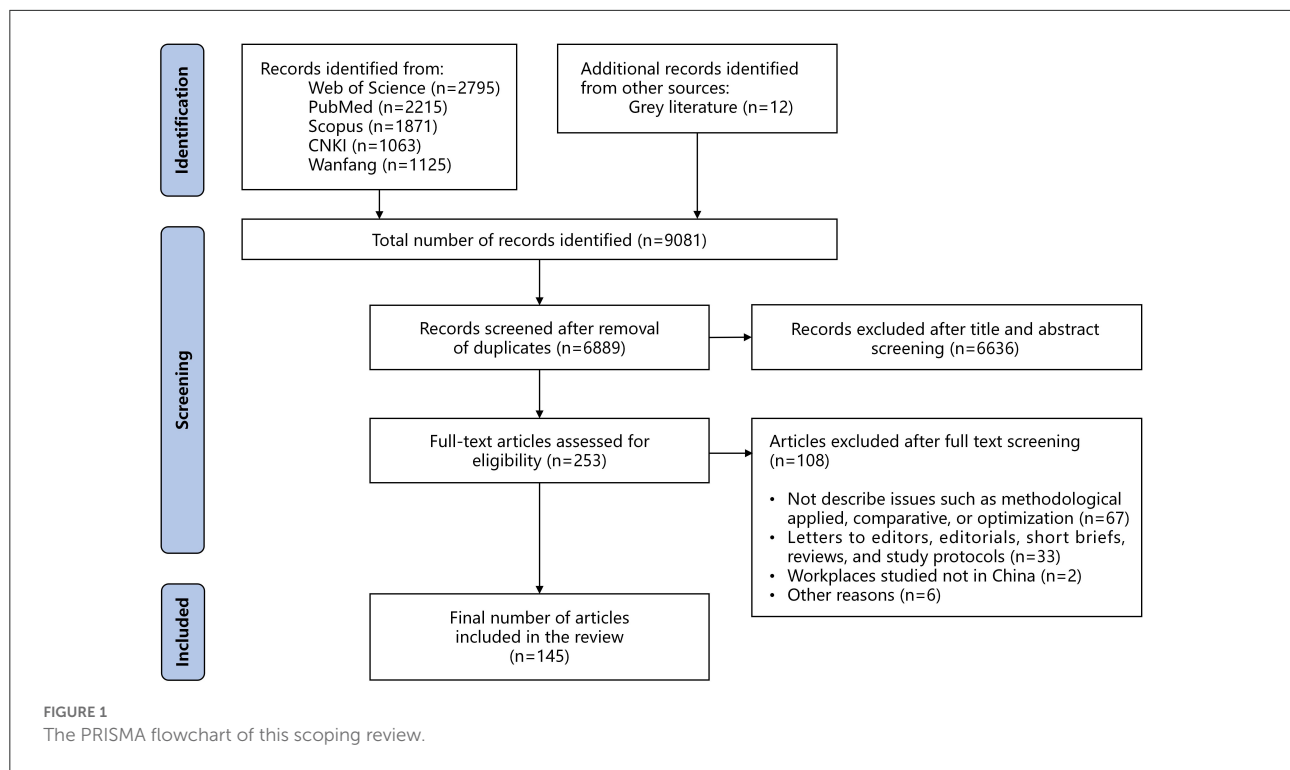 Identification
Records identified from:
Web of Science (n=2795)
PubMed (n=2215)
Scopus (n=1871)
CNKI (n=1063)
Wanfang (n=1125)
Additional records identified
from other sources:
Grey literature (n=12)
Screening
Total number of records identified (n=9081)
Records screened after removal
of duplicates (n=6889)
Records excluded after title and abstract
screening (n=6636)
Full-text articles assessed for
eligibility (n=253)
Articles excluded after full text screening
(n=108)
• Not describe issues such as methodological
applied, comparative, or optimization (n=67)
• Letters to editors, editorials, short briefs,
reviews, and study protocols (n=33)
• Workplaces studied not in China (n=2)
• Other reasons (n=6)
Included
Final number of articles
included in the review
(n=145)
FIGURE 1
The PRISMA flowchart of this scoping review.